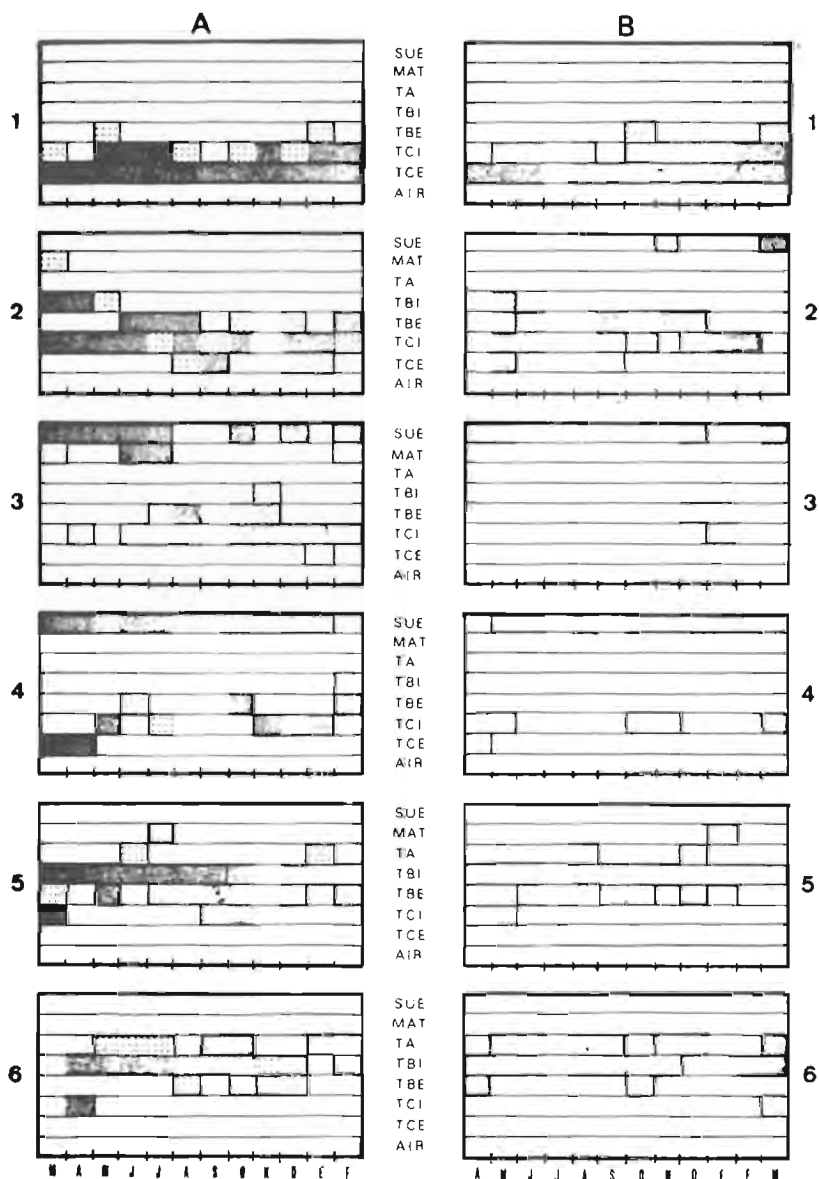 A B
SUE
MAT
TA
TBI
1 TBE 1
TCI
TCE
AIR
SUE
MAT
TA
TBI
2 TBE 2
TCI
TCE
AIR
SUE
MAT
TA
TBI
3 TBE 3
TCI
TCE
AIR
SUE
MAT
TA
TBI
4 TBE 4
TCI
TCE
AIR
SUE
MAT
TA
TBI
5 TBE 5
TCI
TCE
AIR
SUE
MAT
TA
TBI
6 TBE 6
TCI
TCE
AIR
M A M J J A S O N D E F A M J J A S O N D E F M